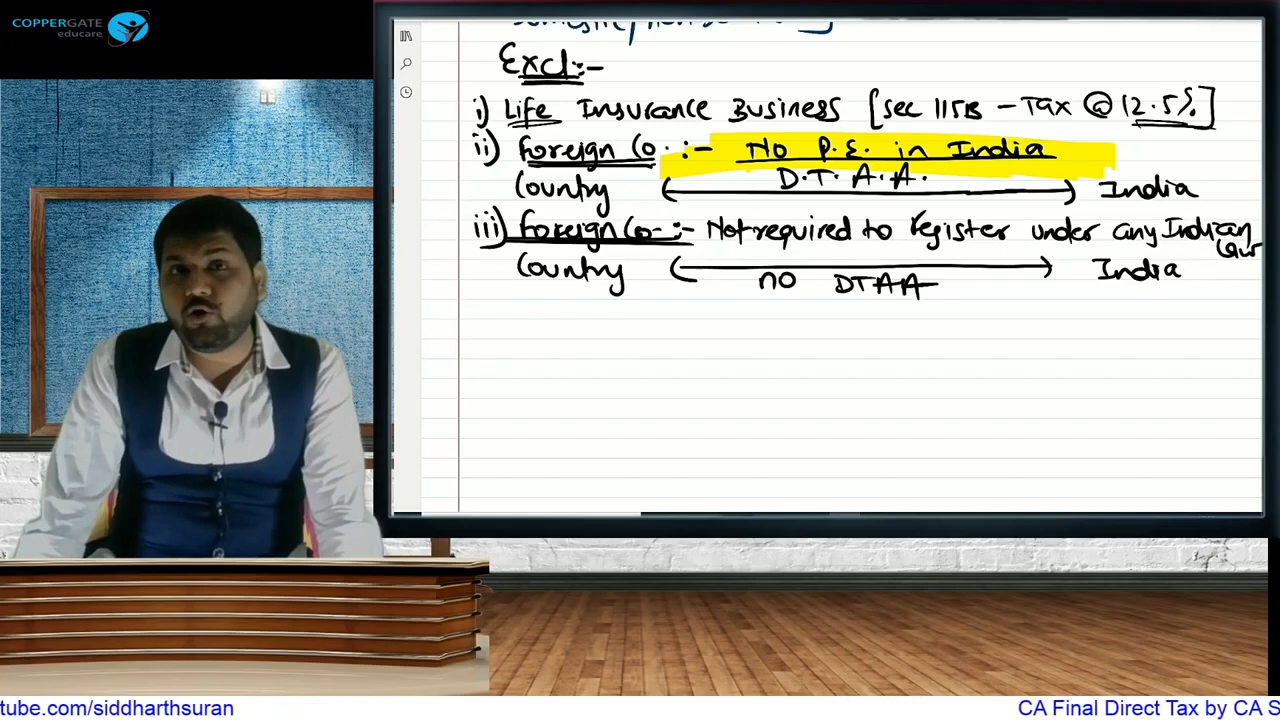 COPPERGATE
educare
Excl:-
i) Life Insurance Business [Sec 115B - Tax @ 12.5%]
ii) Foreign Co. :- No P.E. in India
Country D.T.A.A. India
iii) Foreign Co. :- Not required to register under any Indian
Country no DTAA India
tube.com/siddharthsuran
CA Final Direct Tax by CA S